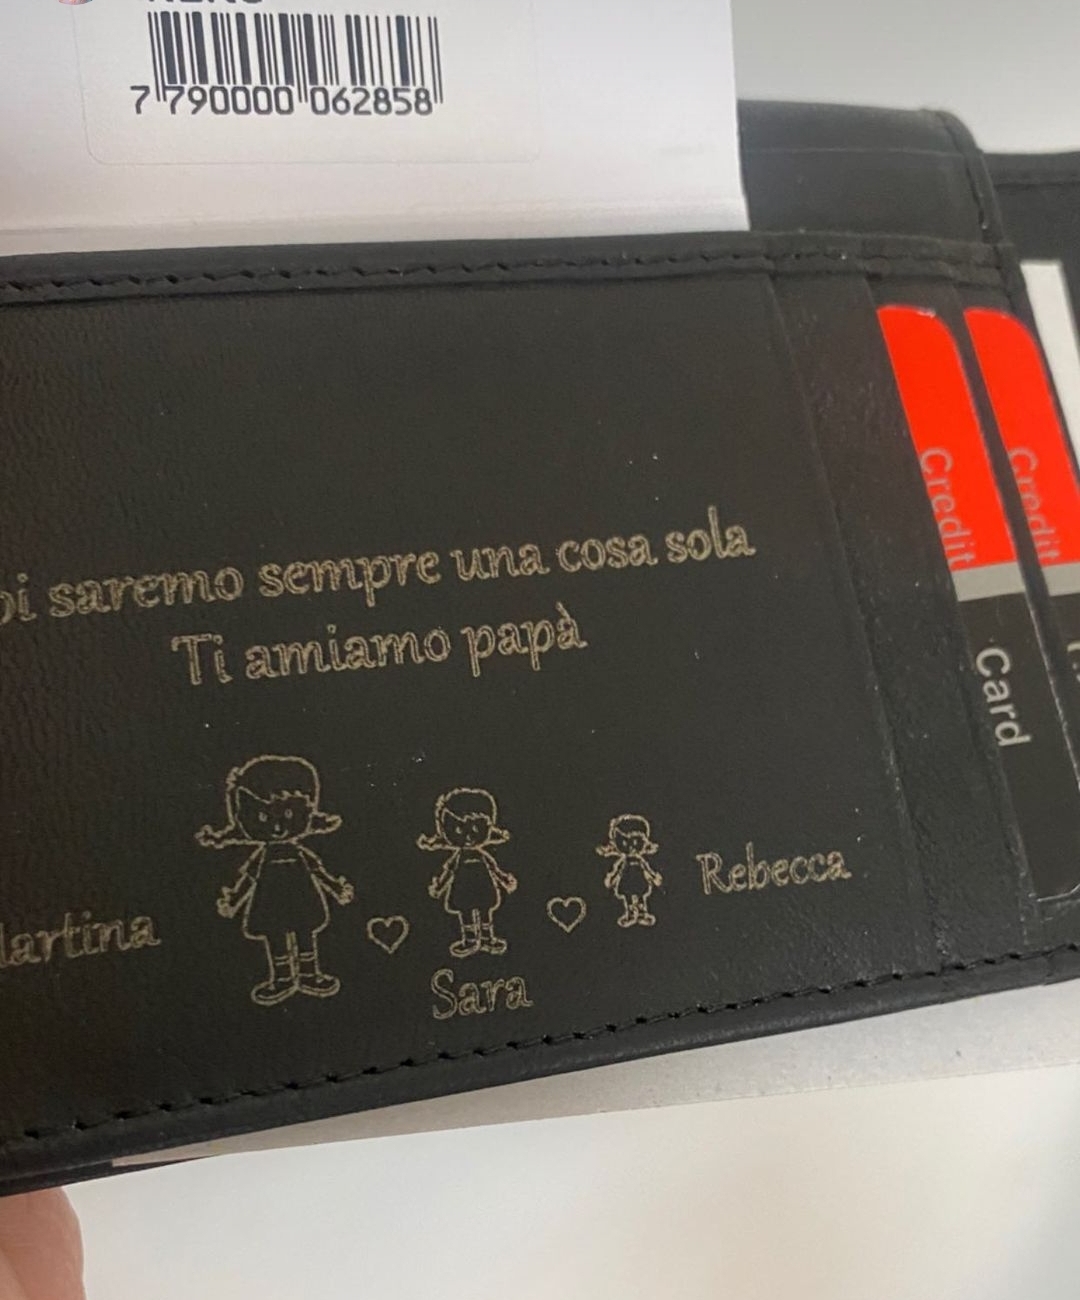 7 790000 062858
saremo sempre una cosa sola
Ti amiamo papà
Rebecca
Sara
Credit
Card
Credit